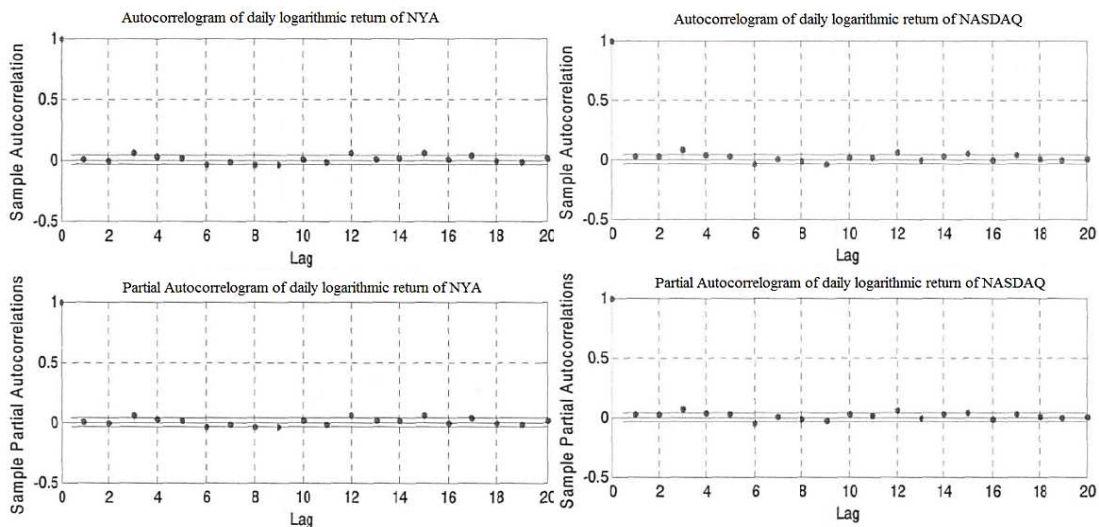 Autocorrelogram of daily logarithmic return of NYA
Sample Autocorrelation
1
0.5
0
-0.5
0 2 4 6 8 10 12 14 16 18 20
Lag
Autocorrelogram of daily logarithmic return of NASDAQ
Sample Autocorrelation
1
0.5
0
-0.5
0 2 4 6 8 10 12 14 16 18 20
Lag
Partial Autocorrelogram of daily logarithmic return of NYA
Sample Partial Autocorrelations
1
0.5
0
-0.5
0 2 4 6 8 10 12 14 16 18 20
Lag
Partial Autocorrelogram of daily logarithmic return of NASDAQ
Sample Partial Autocorrelations
1
0.5
0
-0.5
0 2 4 6 8 10 12 14 16 18 20
Lag